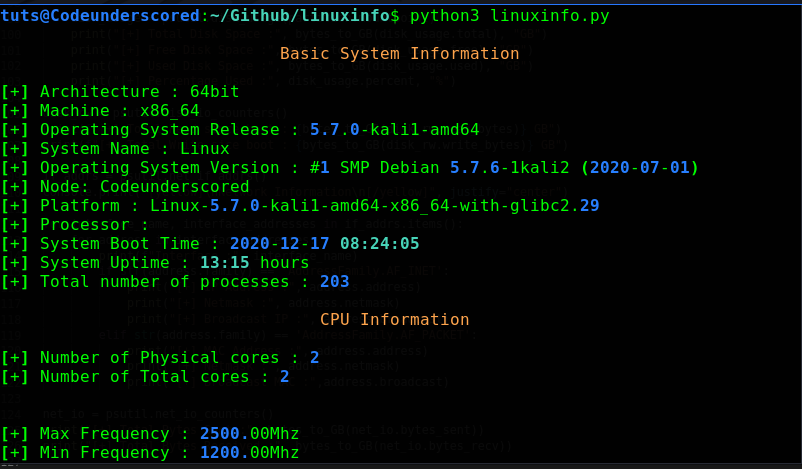 tuts@Codeunderscored:~/Github/linuxinfo$ python3 linuxinfo.py
Basic System Information
[+] Architecture : 64bit
[+] Machine : x86_64
[+] Operating System Release : 5.7.0-kali1-amd64
[+] System Name : Linux
[+] Operating System Version : #1 SMP Debian 5.7.6-1kali2 (2020-07-01)
[+] Node: Codeunderscored
[+] Platform : Linux-5.7.0-kali1-amd64-x86_64-with-glibc2.29
[+] Processor :
[+] System Boot Time : 2020-12-17 08:24:05
[+] System Uptime : 13:15 hours
[+] Total number of processes : 203
CPU Information
[+] Number of Physical cores : 2
[+] Number of Total cores : 2
[+] Max Frequency : 2500.00Mhz
[+] Min Frequency : 1200.00Mhz